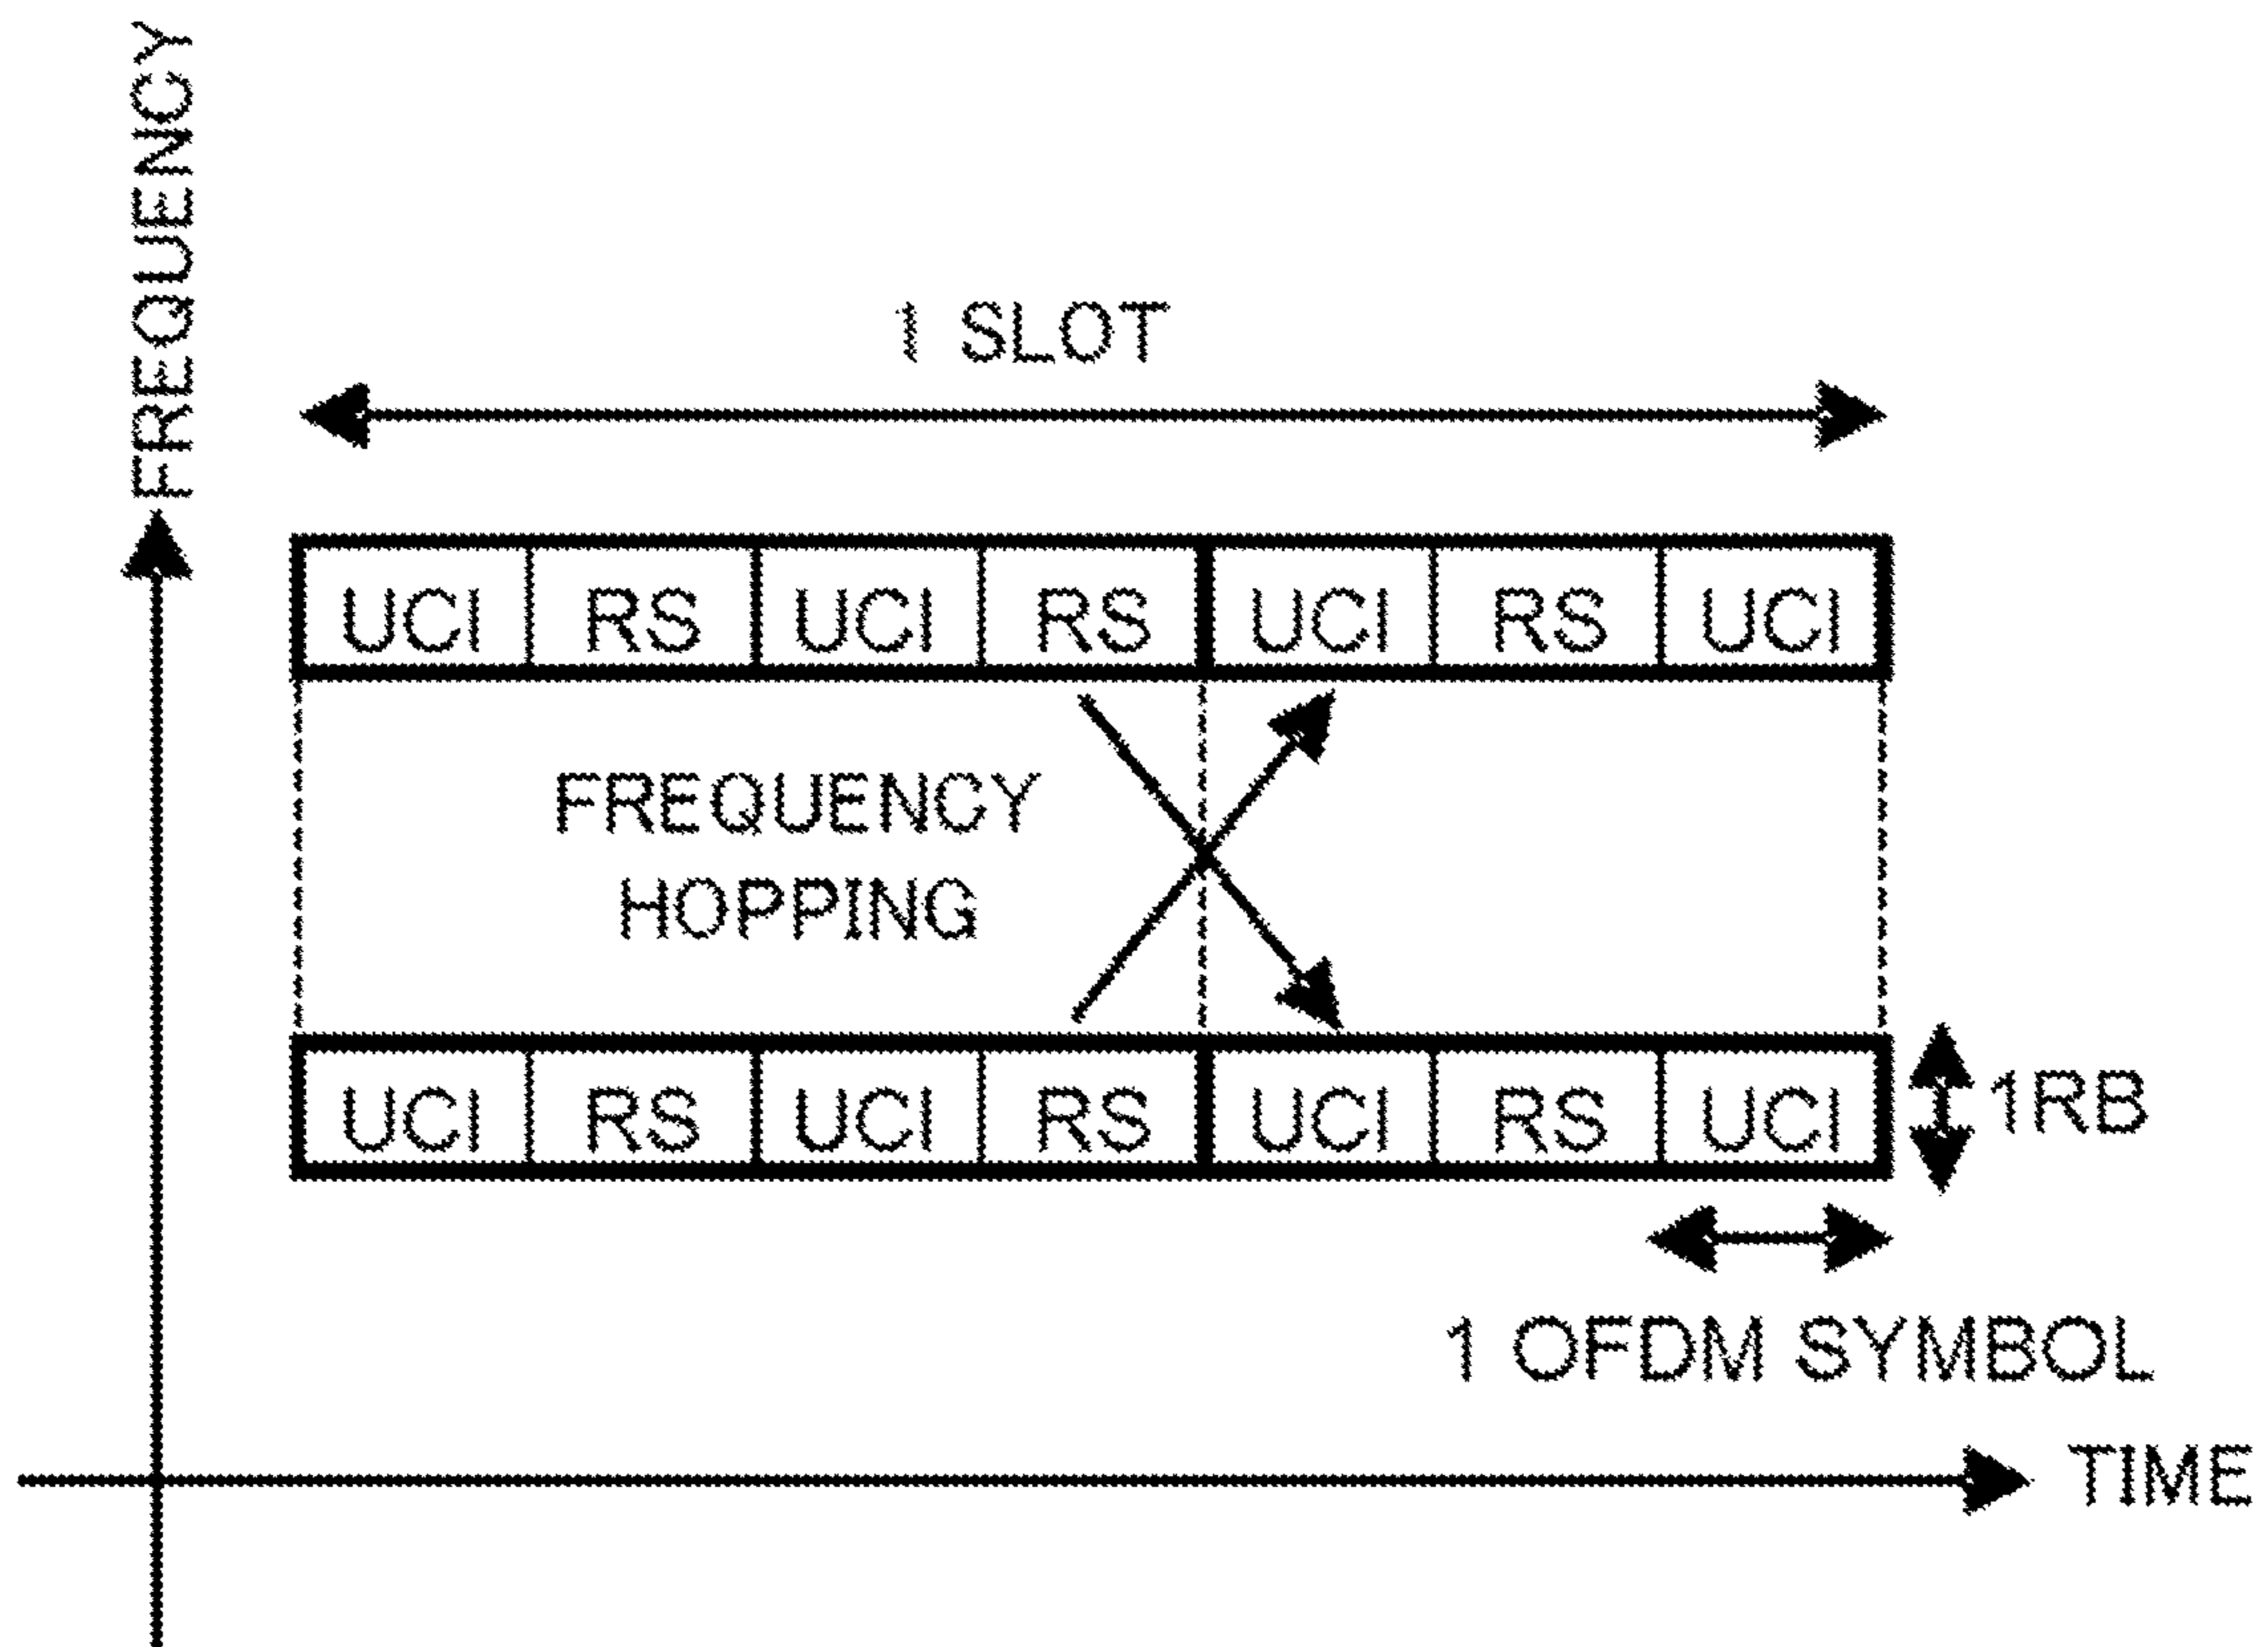 FREQUENCY
1 SLOT
UCI RS UCI RS UCI RS UCI
FREQUENCY
HOPPING
UCI RS UCI RS UCI RS UCI
1RB
1 OFDM SYMBOL
TIME